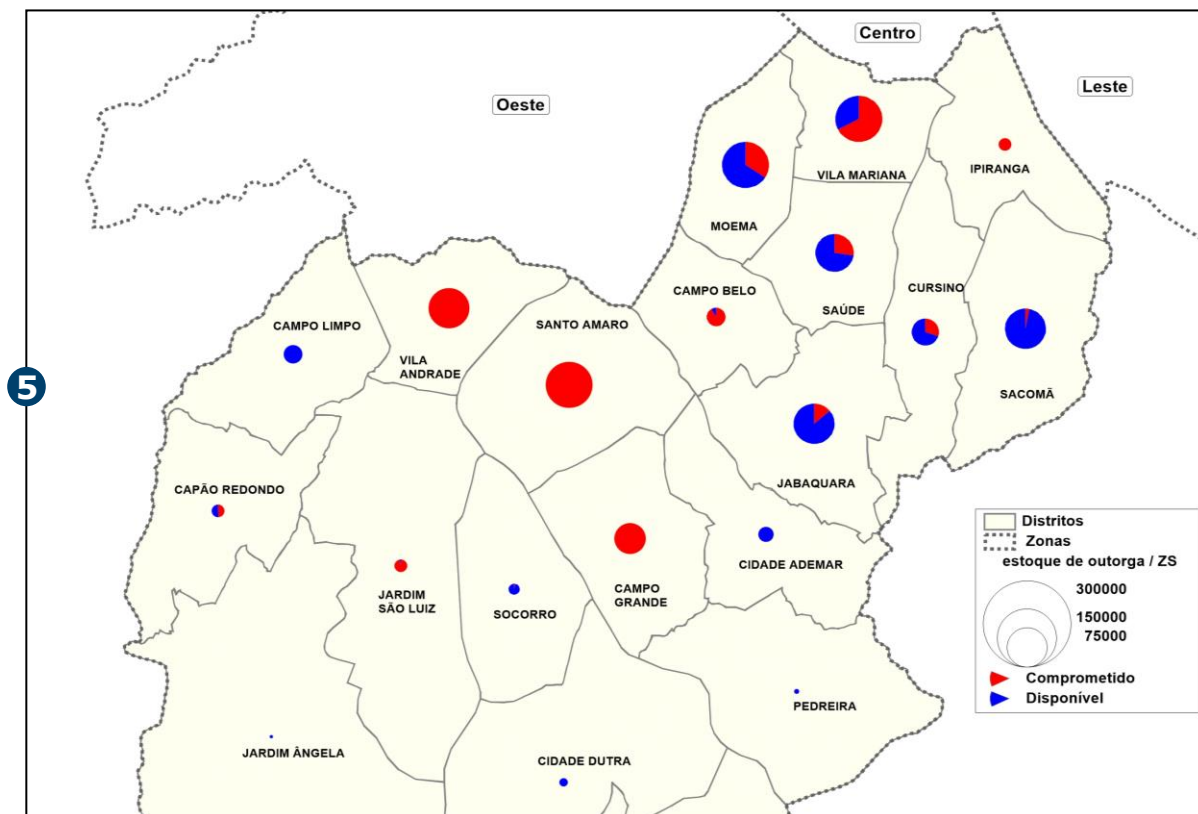 Centro
Oeste
Leste
VILA MARIANA
IPIRANGA
MOEMA
CAMPO BELO
SAÚDE
CURSINO
CAMPO LIMPO
SANTO AMARO
VILA
ANDRADE
5
SACOMÃ
JABAQUARA
CAPÃO REDONDO
CIDADE ADEMAR
JARDIM
SÃO LUIZ
SOCORRO
CAMPO
GRANDE
PEDREIRA
JARDIM ÂNGELA
CIDADE DUTRA
Distritos
Zonas
estoque de outorga / ZS
300000
150000
75000
Comprometido
Disponível